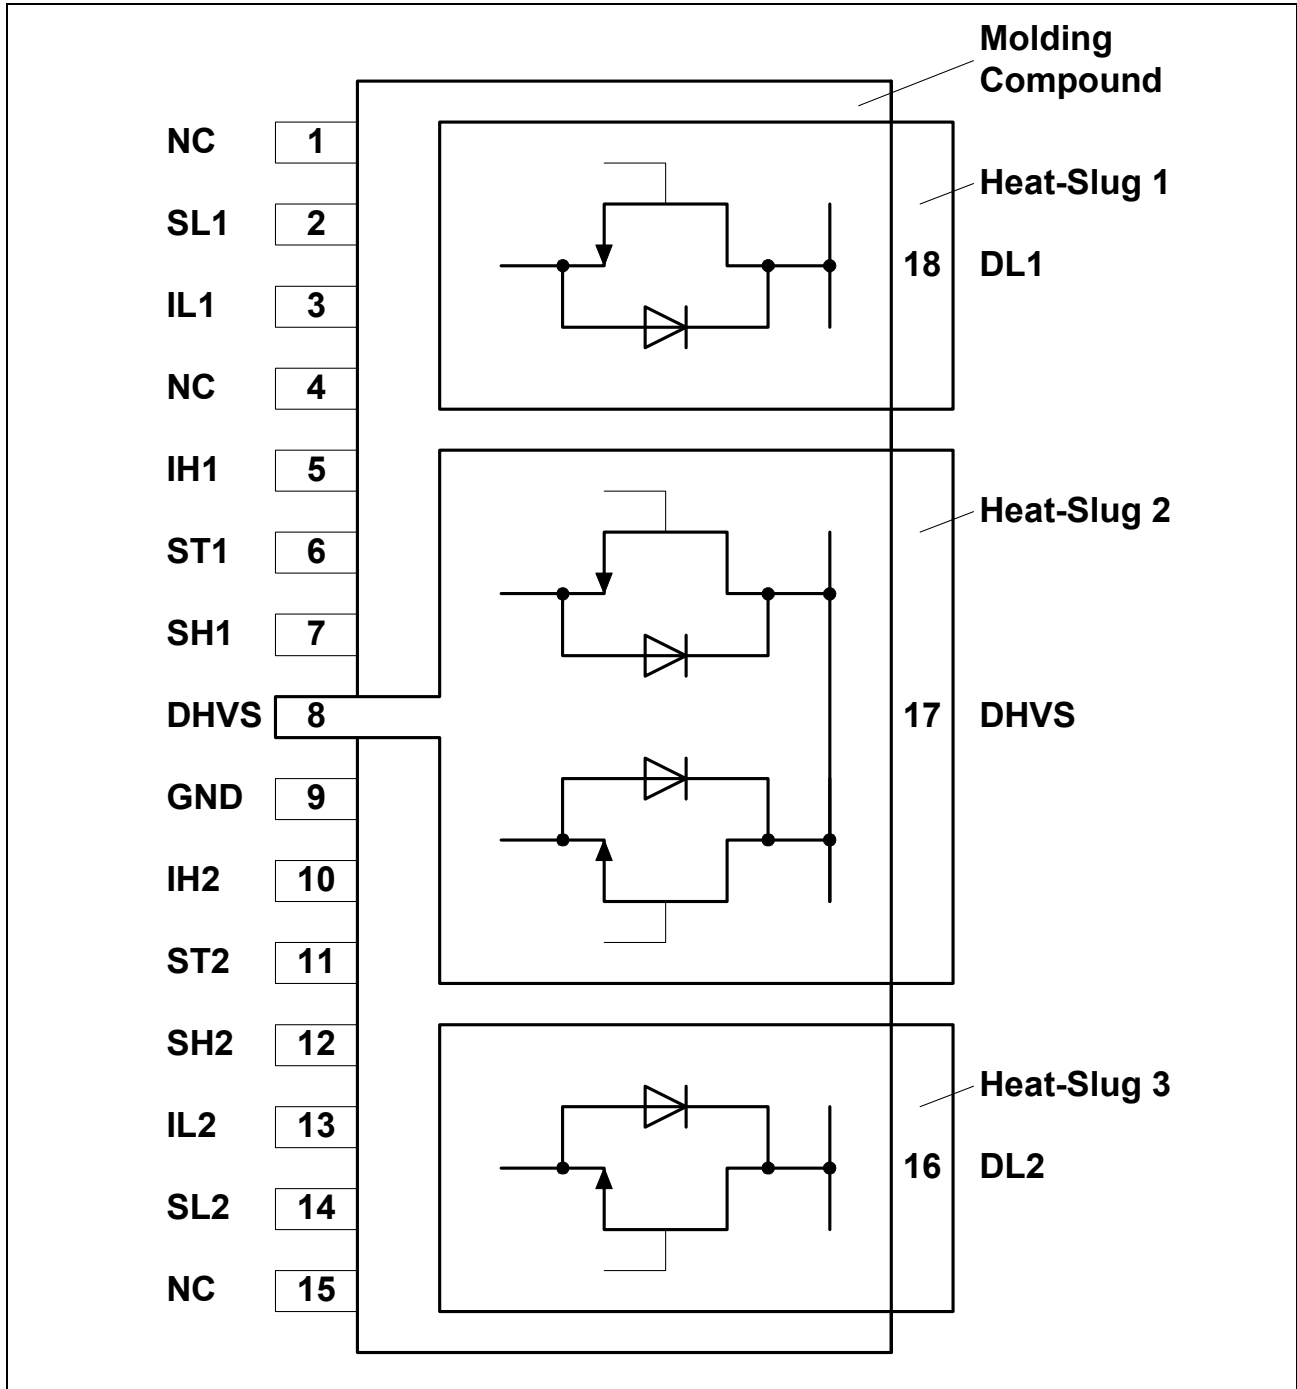 Molding
Compound
NC 1
SL1 2
Heat-Slug 1
18 DL1
IL1 3
NC 4
IH1 5
Heat-Slug 2
ST1 6
SH1 7
DHVS 8
17 DHVS
GND 9
IH2 10
ST2 11
SH2 12
Heat-Slug 3
IL2 13
16 DL2
SL2 14
NC 15